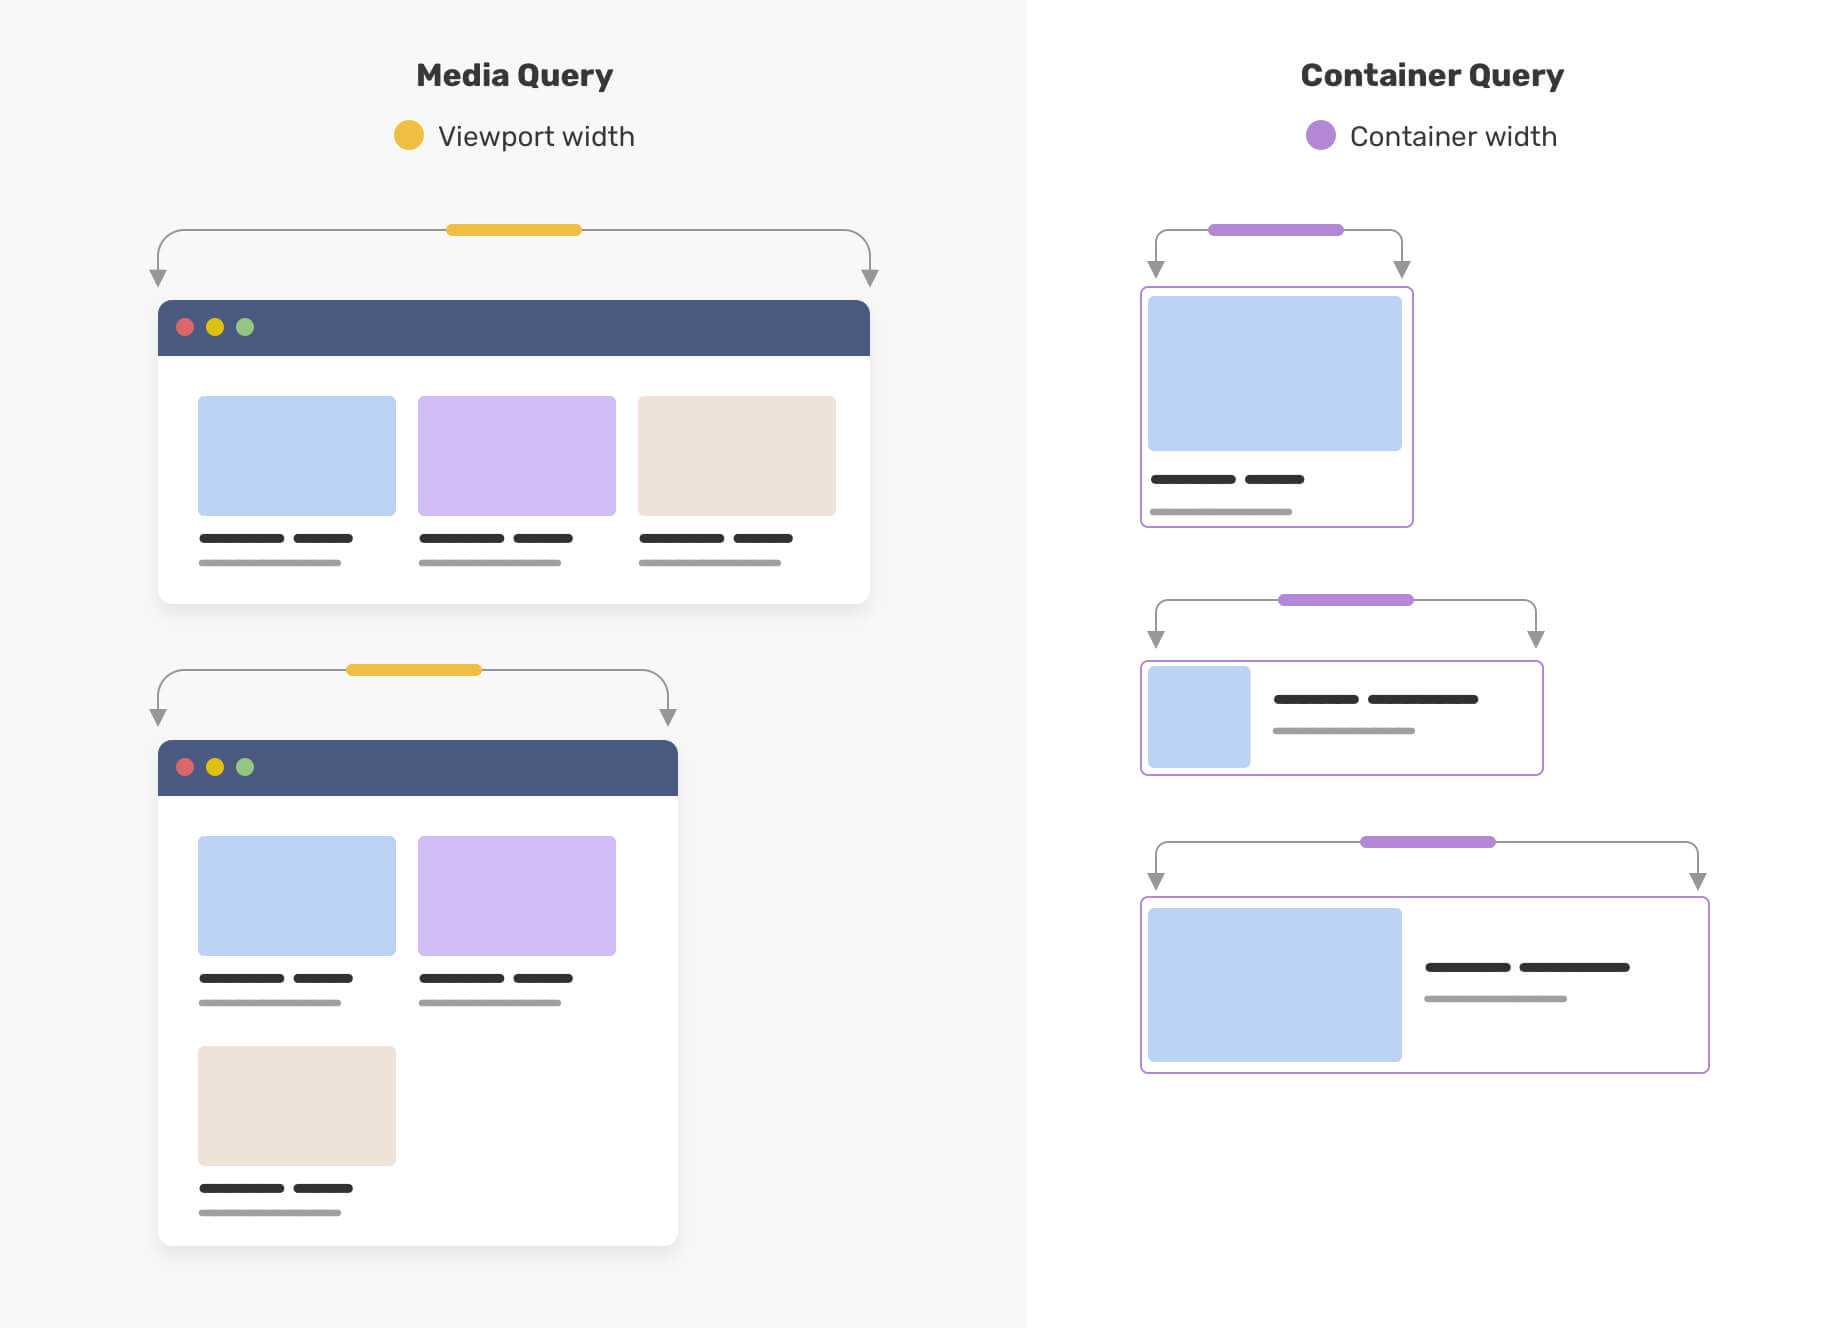 Media Query
Viewport width
Container Query
Container width